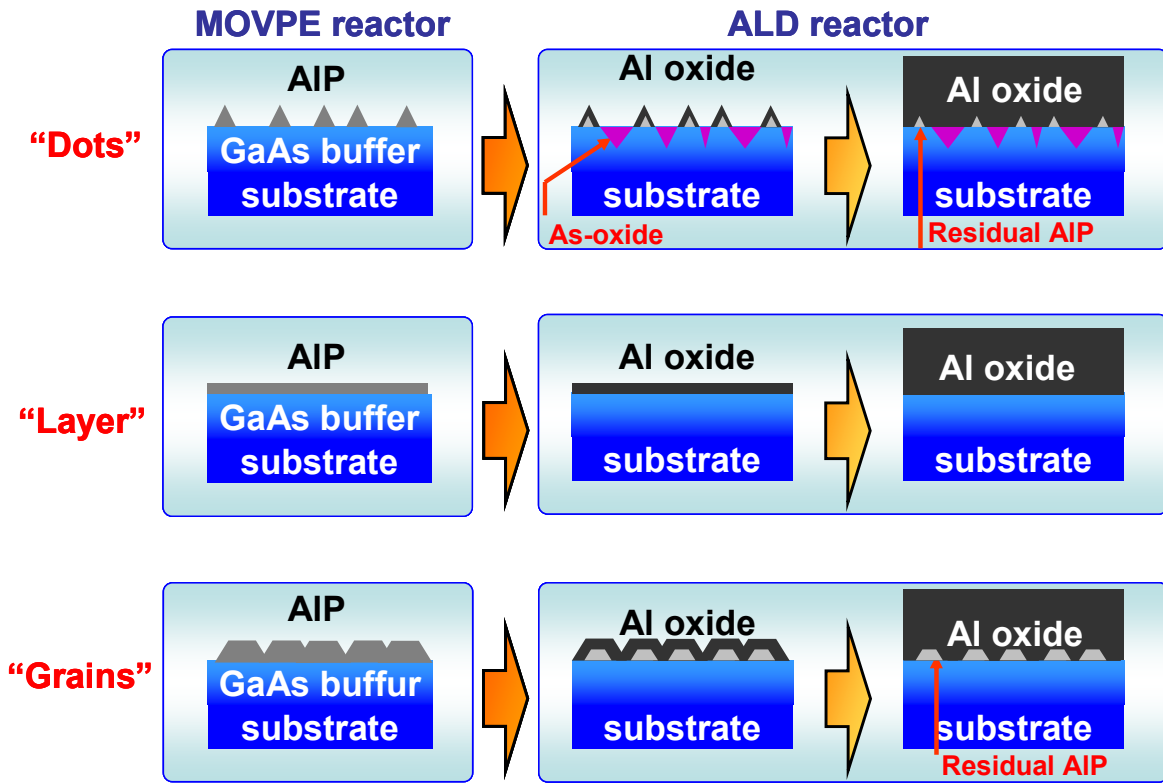 MOVPE reactor
ALD reactor
“Dots”
AlP
GaAs buffer
substrate
Al oxide
substrate
As-oxide
Al oxide
substrate
Residual AlP
“Layer”
AlP
GaAs buffer
substrate
Al oxide
substrate
Al oxide
substrate
“Grains”
AlP
GaAs buffur
substrate
Al oxide
substrate
Al oxide
substrate
Residual AlP